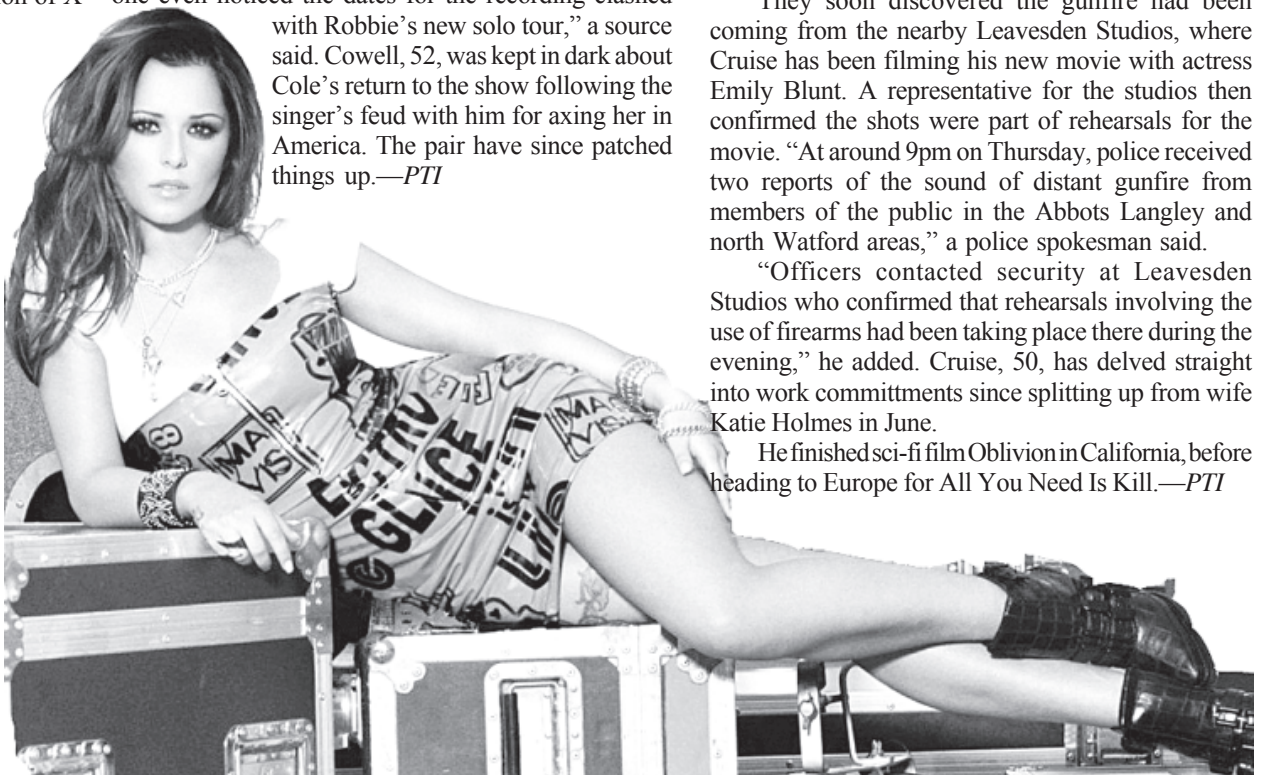 one even noticed the dates for the recording clashed
with Robbie’s new solo tour,” a source
said. Cowell, 52, was kept in dark about
Cole’s return to the show following the
singer’s feud with him for axing her in
America. The pair have since patched
things up.—PTI
They soon discovered the gunfire had been
coming from the nearby Leavesden Studios, where
Cruise has been filming his new movie with actress
Emily Blunt. A representative for the studios then
confirmed the shots were part of rehearsals for the
movie. “At around 9pm on Thursday, police received
two reports of the sound of distant gunfire from
members of the public in the Abbots Langley and
north Watford areas,” a police spokesman said.
“Officers contacted security at Leavesden
Studios who confirmed that rehearsals involving the
use of firearms had been taking place there during the
evening,” he added. Cruise, 50, has delved straight
into work committments since splitting up from wife
Katie Holmes in June.
He finished sci-fi film Oblivion in California, before
heading to Europe for All You Need Is Kill.—PTI
GLNCE